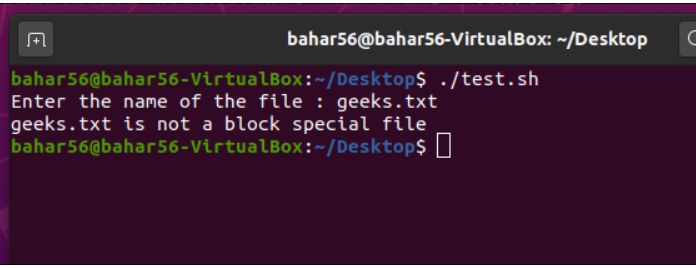 bahar56@bahar56-VirtualBox: ~/Desktop
bahar56@bahar56-VirtualBox:~/Desktop$ ./test.sh
Enter the name of the file : geeks.txt
geeks.txt is not a block special file
bahar56@bahar56-VirtualBox:~/Desktop$